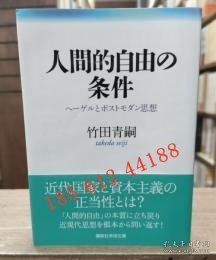 人間的自由の
条件
ヘーゲルとポストモダン思想
竹田青嗣
takeda seiji
近代国家と資本主義の
正当性とは?
「人間的自由」の本質に立ち戻り
近現代思想を根本から問い直す!
講談社学術文庫